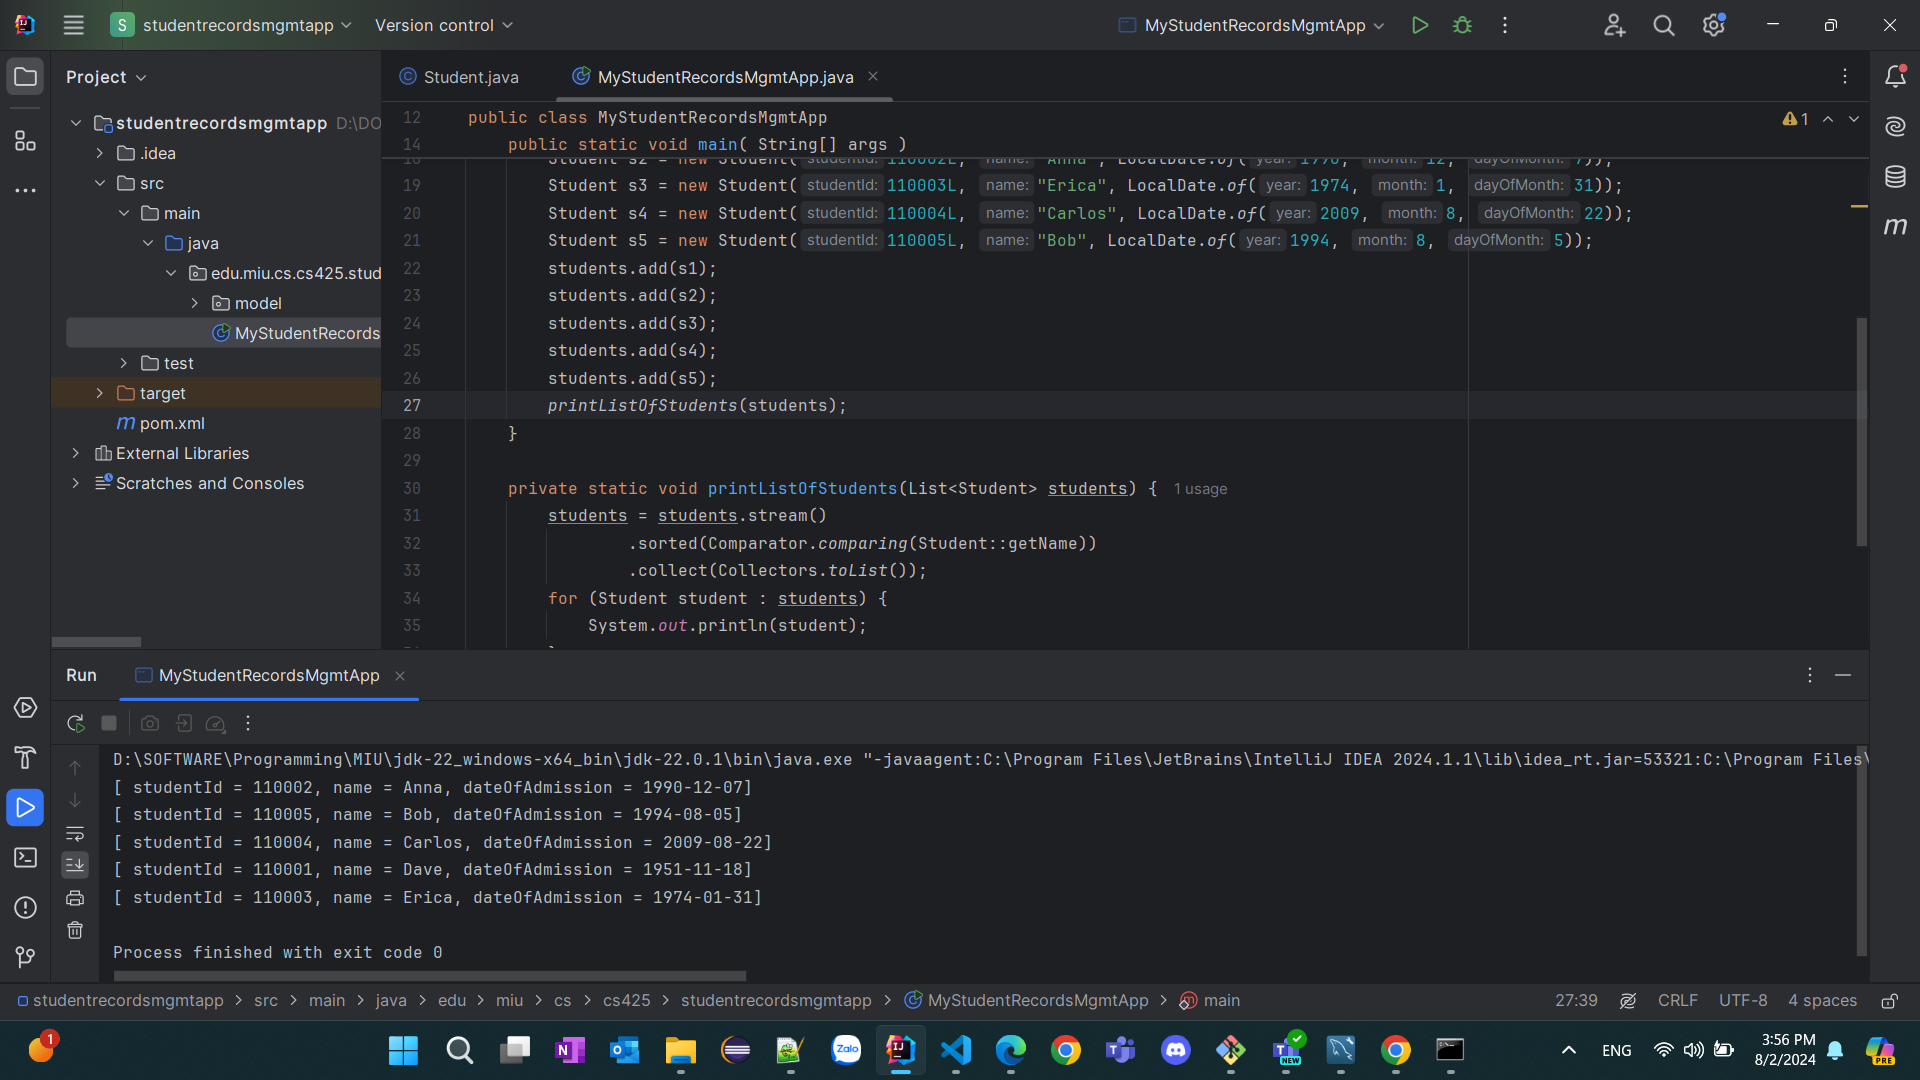 S studentrecordsmgmtapp Version control MyStudentRecordsMgmtApp
Project
Student.java MyStudentRecordsMgmtApp.java
studentrecordsmgmtapp D:\DO
.idea
src
main
java
edu.miu.cs.cs425.stud
model
MyStudentRecords
test
target
m pom.xml
External Libraries
Scratches and Consoles
12 public class MyStudentRecordsMgmtApp
1
14 public static void main( String[] args )
18 Student s2 = new Student( studentId: 110002L, name: "Anna", LocalDate.of( year: 1990, month: 12, dayOfMonth: 7));
19 Student s3 = new Student( studentId: 110003L, name: "Erica", LocalDate.of( year: 1974, month: 1, dayOfMonth: 31));
20 Student s4 = new Student( studentId: 110004L, name: "Carlos", LocalDate.of( year: 2009, month: 8, dayOfMonth: 22));
21 Student s5 = new Student( studentId: 110005L, name: "Bob", LocalDate.of( year: 1994, month: 8, dayOfMonth: 5));
22 students.add(s1);
23 students.add(s2);
24 students.add(s3);
25 students.add(s4);
26 students.add(s5);
27 printListOfStudents(students);
28 }
29
30 private static void printListOfStudents(List<Student> students) { 1 usage
31 students = students.stream()
32 .sorted(Comparator.comparing(Student::getName))
33 .collect(Collectors.toList());
34 for (Student student : students) {
35 System.out.println(student);
m
Run MyStudentRecordsMgmtApp
D:\SOFTWARE\Programming\MIU\jdk-22_windows-x64_bin\jdk-22.0.1\bin\java.exe "-javaagent:C:\Program Files\JetBrains\IntelliJ IDEA 2024.1.1\lib\idea_rt.jar=53321:C:\Program Files\
[ studentId = 110002, name = Anna, dateOfAdmission = 1990-12-07]
[ studentId = 110005, name = Bob, dateOfAdmission = 1994-08-05]
[ studentId = 110004, name = Carlos, dateOfAdmission = 2009-08-22]
[ studentId = 110001, name = Dave, dateOfAdmission = 1951-11-18]
[ studentId = 110003, name = Erica, dateOfAdmission = 1974-01-31]
Process finished with exit code 0
studentrecordsmgmtapp > src > main > java > edu > miu > cs > cs425 > studentrecordsmgmtapp > MyStudentRecordsMgmtApp > main 27:39 CRLF UTF-8 4 spaces
1
Zalo
NEW
ENG
3:56 PM
8/2/2024
PRE